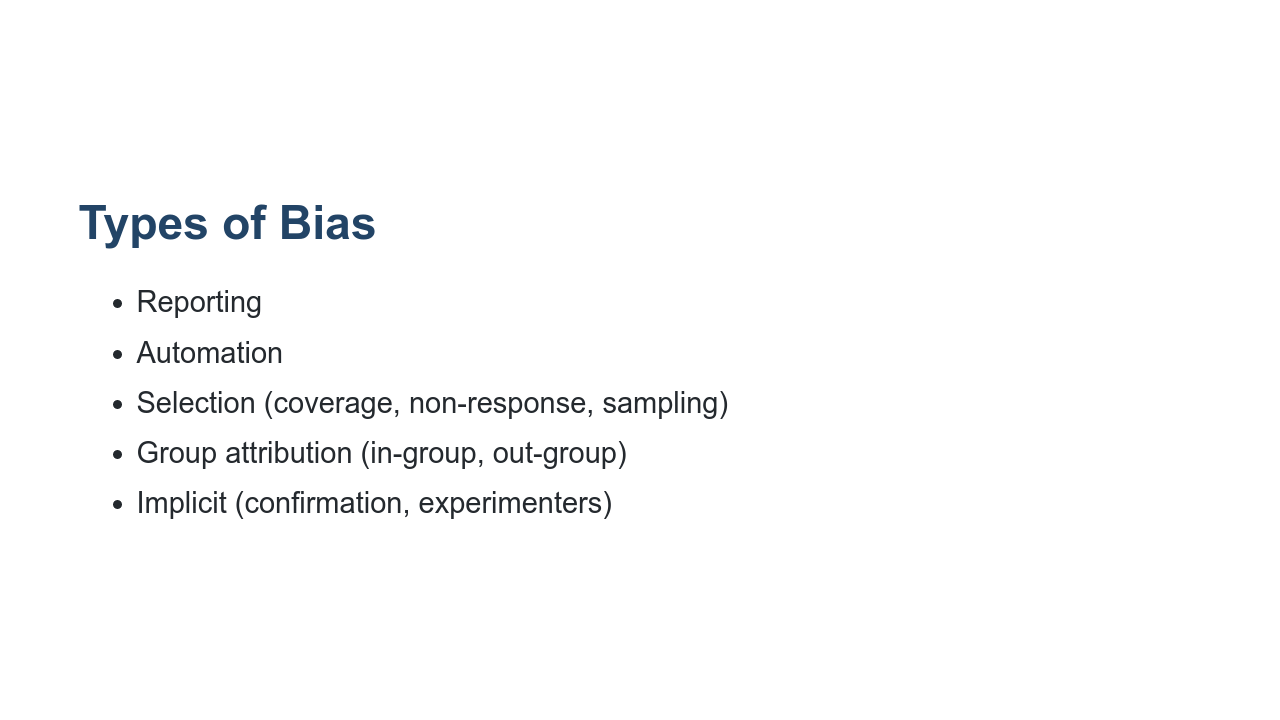 Types of Bias
• Reporting
• Automation
• Selection (coverage, non-response, sampling)
• Group attribution (in-group, out-group)
• Implicit (confirmation, experimenters)